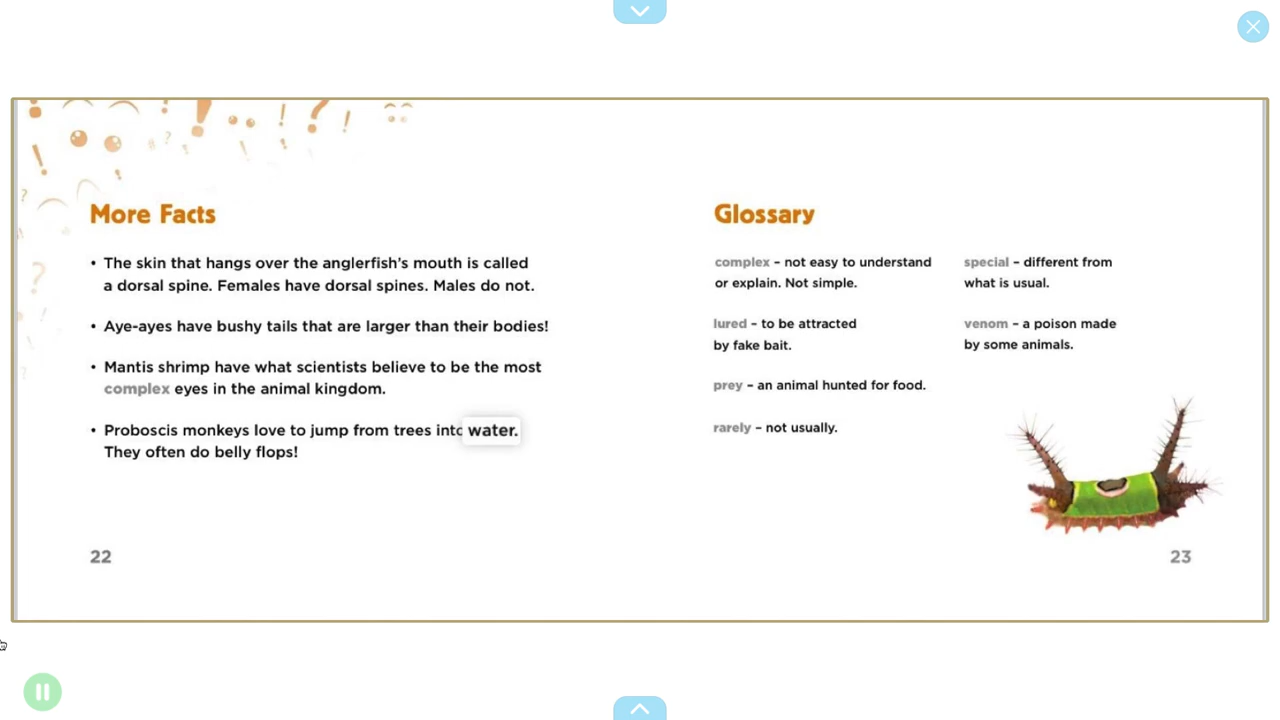 More Facts
• The skin that hangs over the anglerfish's mouth is called
a dorsal spine. Females have dorsal spines. Males do not.
• Aye-ayes have bushy tails that are larger than their bodies!
• Mantis shrimp have what scientists believe to be the most
complex eyes in the animal kingdom.
• Proboscis monkeys love to jump from trees into water.
They often do belly flops!
22
Glossary
complex – not easy to understand
or explain. Not simple.
lured – to be attracted
by fake bait.
prey – an animal hunted for food.
rarely – not usually.
special – different from
what is usual.
venom – a poison made
by some animals.
23